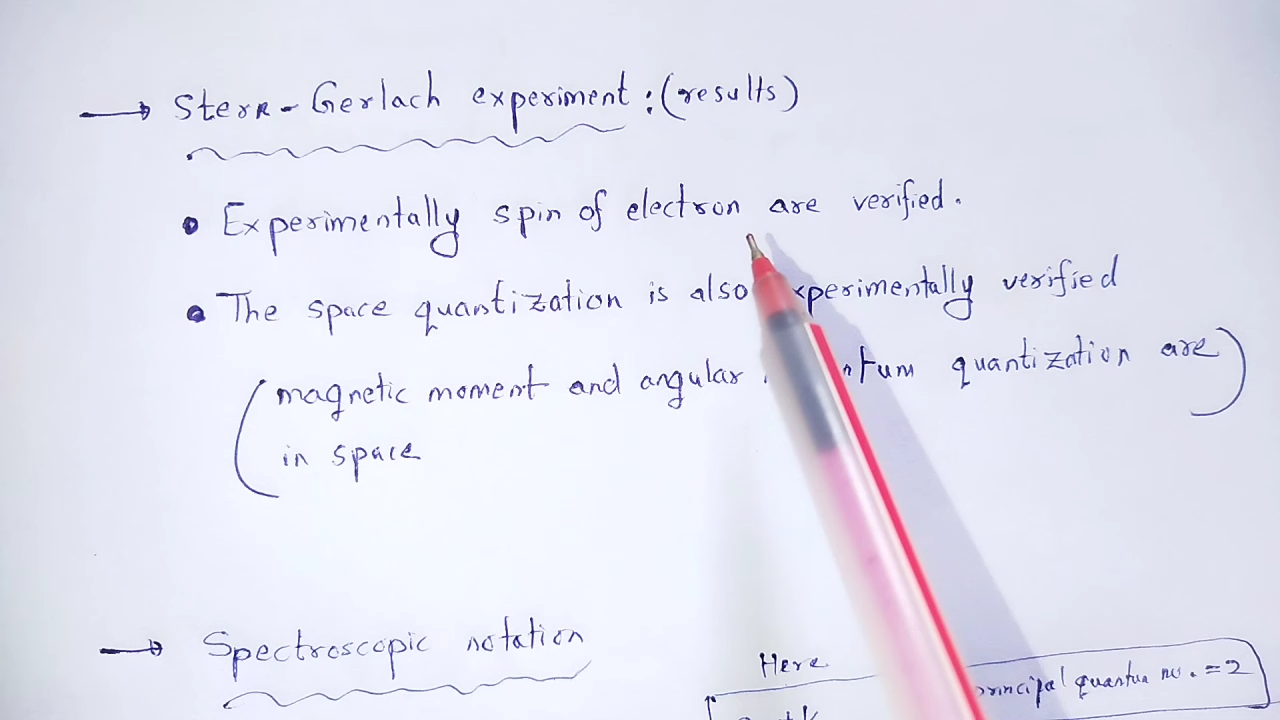 Stern-Gerlach experiment : (results)
Experimentally spin of electron are verified.
The space quantization is also experimentally verified
(magnetic moment and angular quantization are)
in space
Spectroscopic notation
Here
principal quantum no. = 2